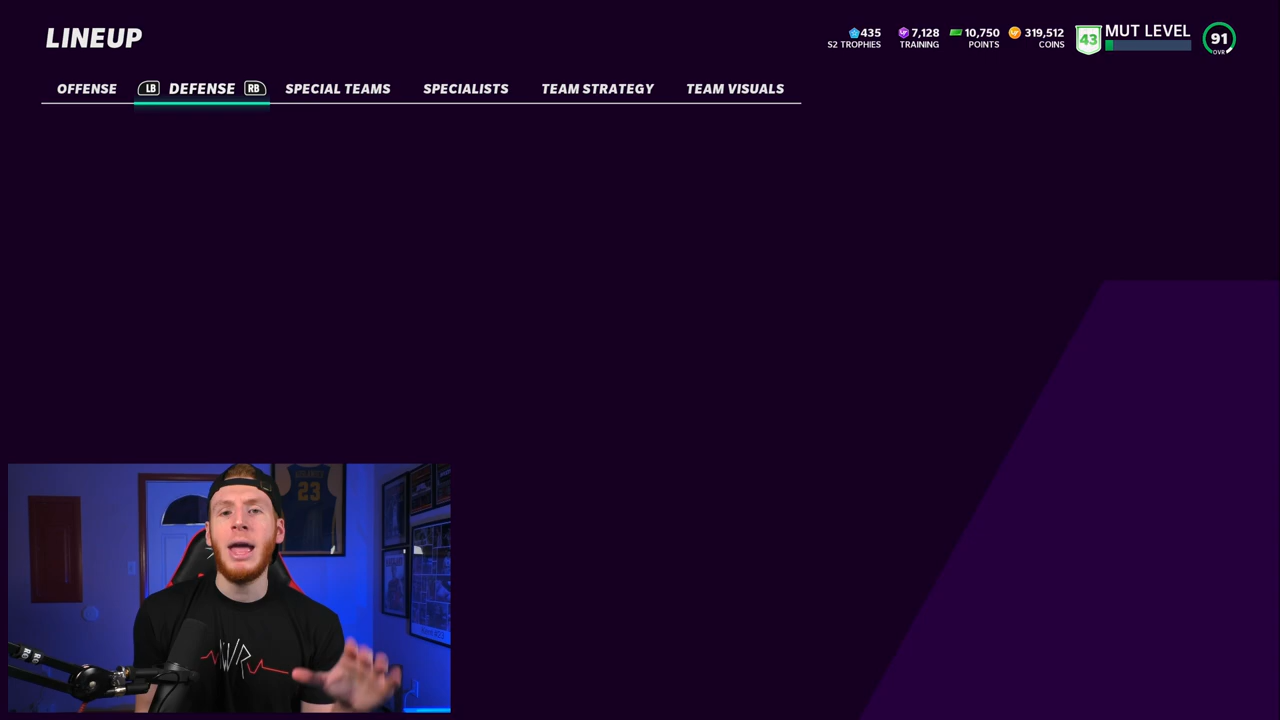 LINEUP
435
S2 TROPHIES
7,128
TRAINING
10,750
POINTS
319,512
COINS
43
MUT LEVEL
91
OVR
OFFENSE
LB
DEFENSE
RB
SPECIAL TEAMS
SPECIALISTS
TEAM STRATEGY
TEAM VISUALS
23